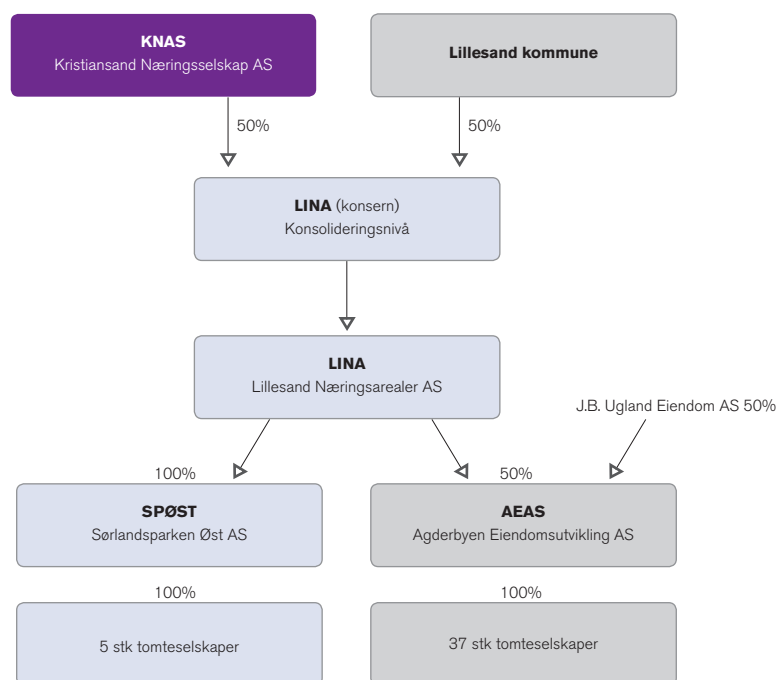 KNAS
Kristiansand Næringsselskap AS
Lillesand kommune
50%
50%
LINA (konsern)
Konsolideringsnivå
LINA
Lillesand Næringsarealer AS
J.B. Ugland Eiendom AS 50%
100%
50%
SPØST
Sørlandsparken Øst AS
AEAS
Agderbyen Eiendomsutvikling AS
100%
100%
5 stk tomteselskaper
37 stk tomteselskaper